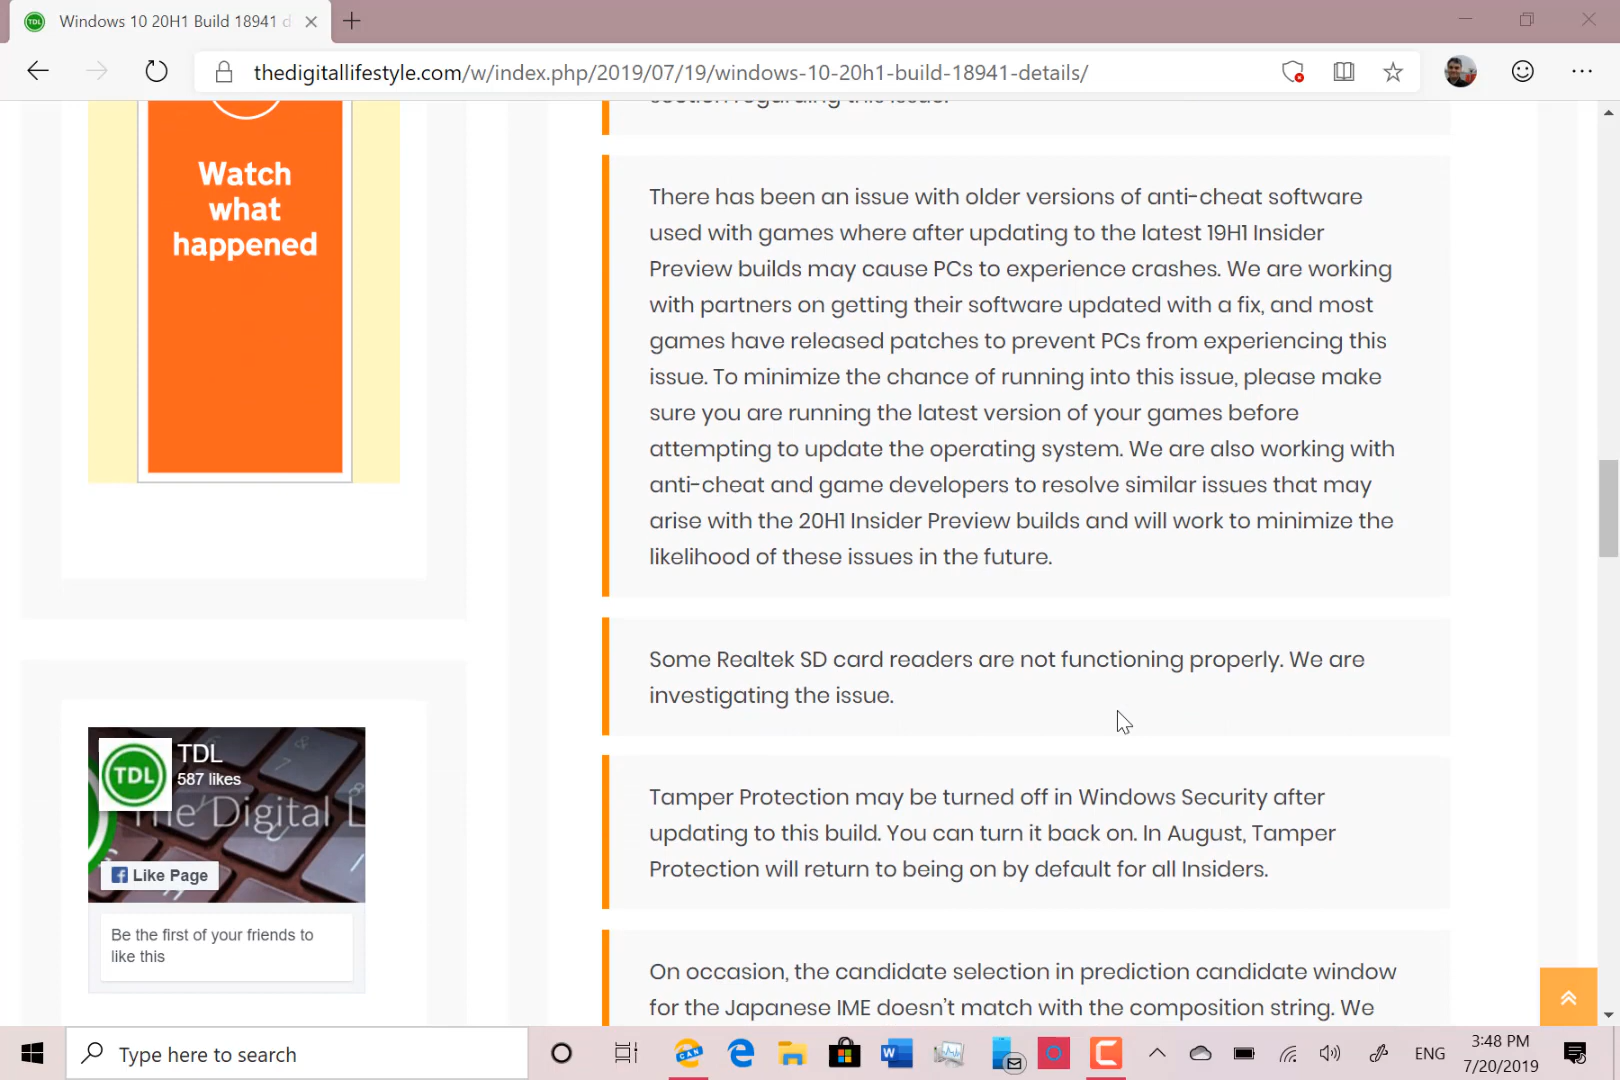 Windows 10 20H1 Build 18941 d
thedigitallifestyle.com/w/index.php/2019/07/19/windows-10-20h1-build-18941-details/
section regarding this issue.
Watch
what
happened
There has been an issue with older versions of anti-cheat software
used with games where after updating to the latest 19H1 Insider
Preview builds may cause PCs to experience crashes. We are working
with partners on getting their software updated with a fix, and most
games have released patches to prevent PCs from experiencing this
issue. To minimize the chance of running into this issue, please make
sure you are running the latest version of your games before
attempting to update the operating system. We are also working with
anti-cheat and game developers to resolve similar issues that may
arise with the 20H1 Insider Preview builds and will work to minimize the
likelihood of these issues in the future.
Some Realtek SD card readers are not functioning properly. We are
investigating the issue.
TDL
TDL
587 likes
The Digital L
Like Page
Be the first of your friends to
like this
Tamper Protection may be turned off in Windows Security after
updating to this build. You can turn it back on. In August, Tamper
Protection will return to being on by default for all Insiders.
On occasion, the candidate selection in prediction candidate window
for the Japanese IME doesn't match with the composition string. We
Type here to search
CAN
ENG
3:48 PM
7/20/2019